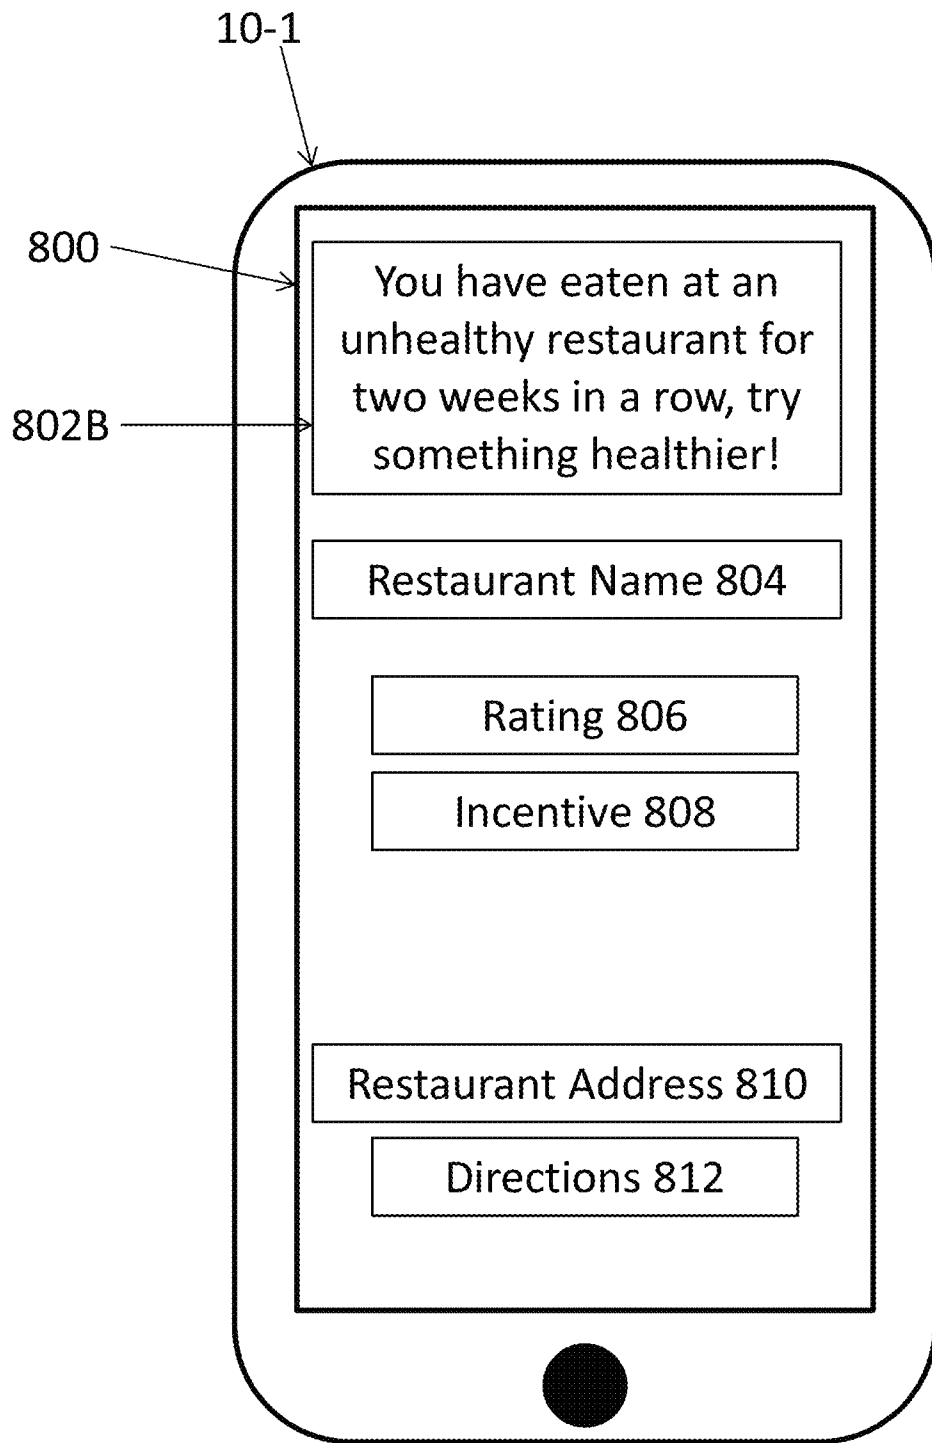 10-1
800
You have eaten at an
unhealthy restaurant for
two weeks in a row, try
something healthier!
802B
Restaurant Name 804
Rating 806
Incentive 808
Restaurant Address 810
Directions 812